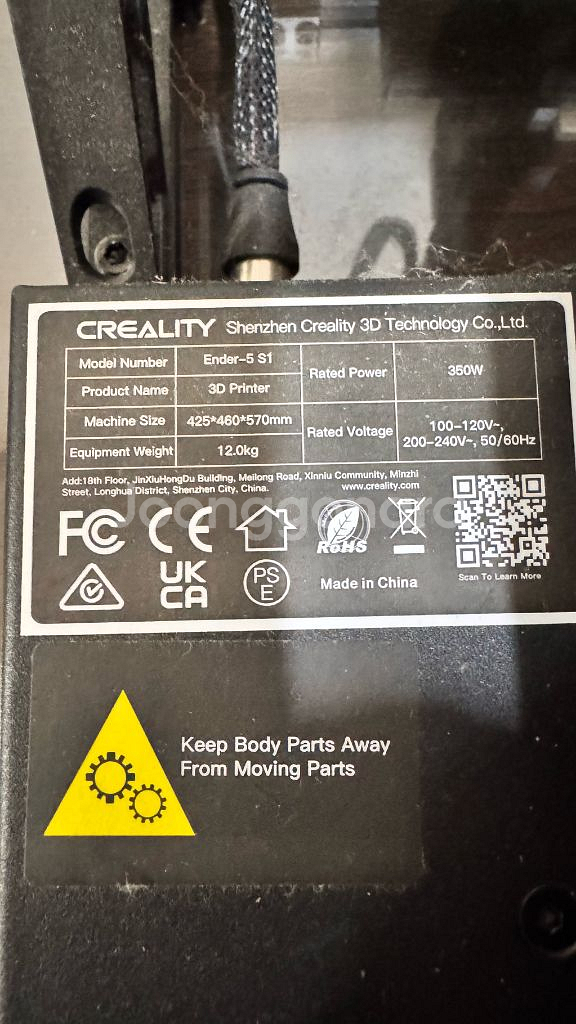 CREALITY Shenzhen Creality 3D Technology Co.,Ltd.
Model Number Ender-5 S1 Rated Power 350W
Product Name 3D Printer
Machine Size 425*460*570mm Rated Voltage 100-120V~, 200-240V~, 50/60Hz
Equipment Weight 12.0kg
Add:18th Floor, JinXiuHongDu Building, Meilong Road, Xinniu Community, Minzhi
Street, Longhua District, Shenzhen City, China. www.creality.com
FC CE RoHS
UK
CA
PS
E
Made in China
Scan To Learn More
Keep Body Parts Away
From Moving Parts